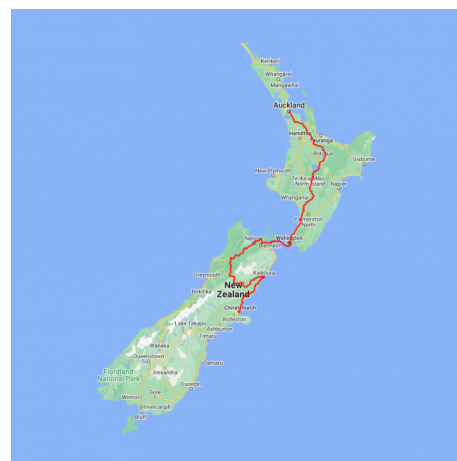 Kerikeri
Whangārei
Mangawhai
Auckland
Hamilton
Tauranga
Rotorua
Gisborne
New Plymouth
Te Ika-a-Māui
North Island
Napier
Whanganui
Palmerston
North
Nelson
Wellington
Blenheim
Greymouth
Kaikōura
Hokitika
New
Zealand
Christchurch
Rolleston
Lake Tekapo
Ashburton
Timaru
Wānaka
Queenstown
Oamaru
Fiordland
National Park
Alexandra
Dunedin
Gore
Winton
Invercargill
Bluff